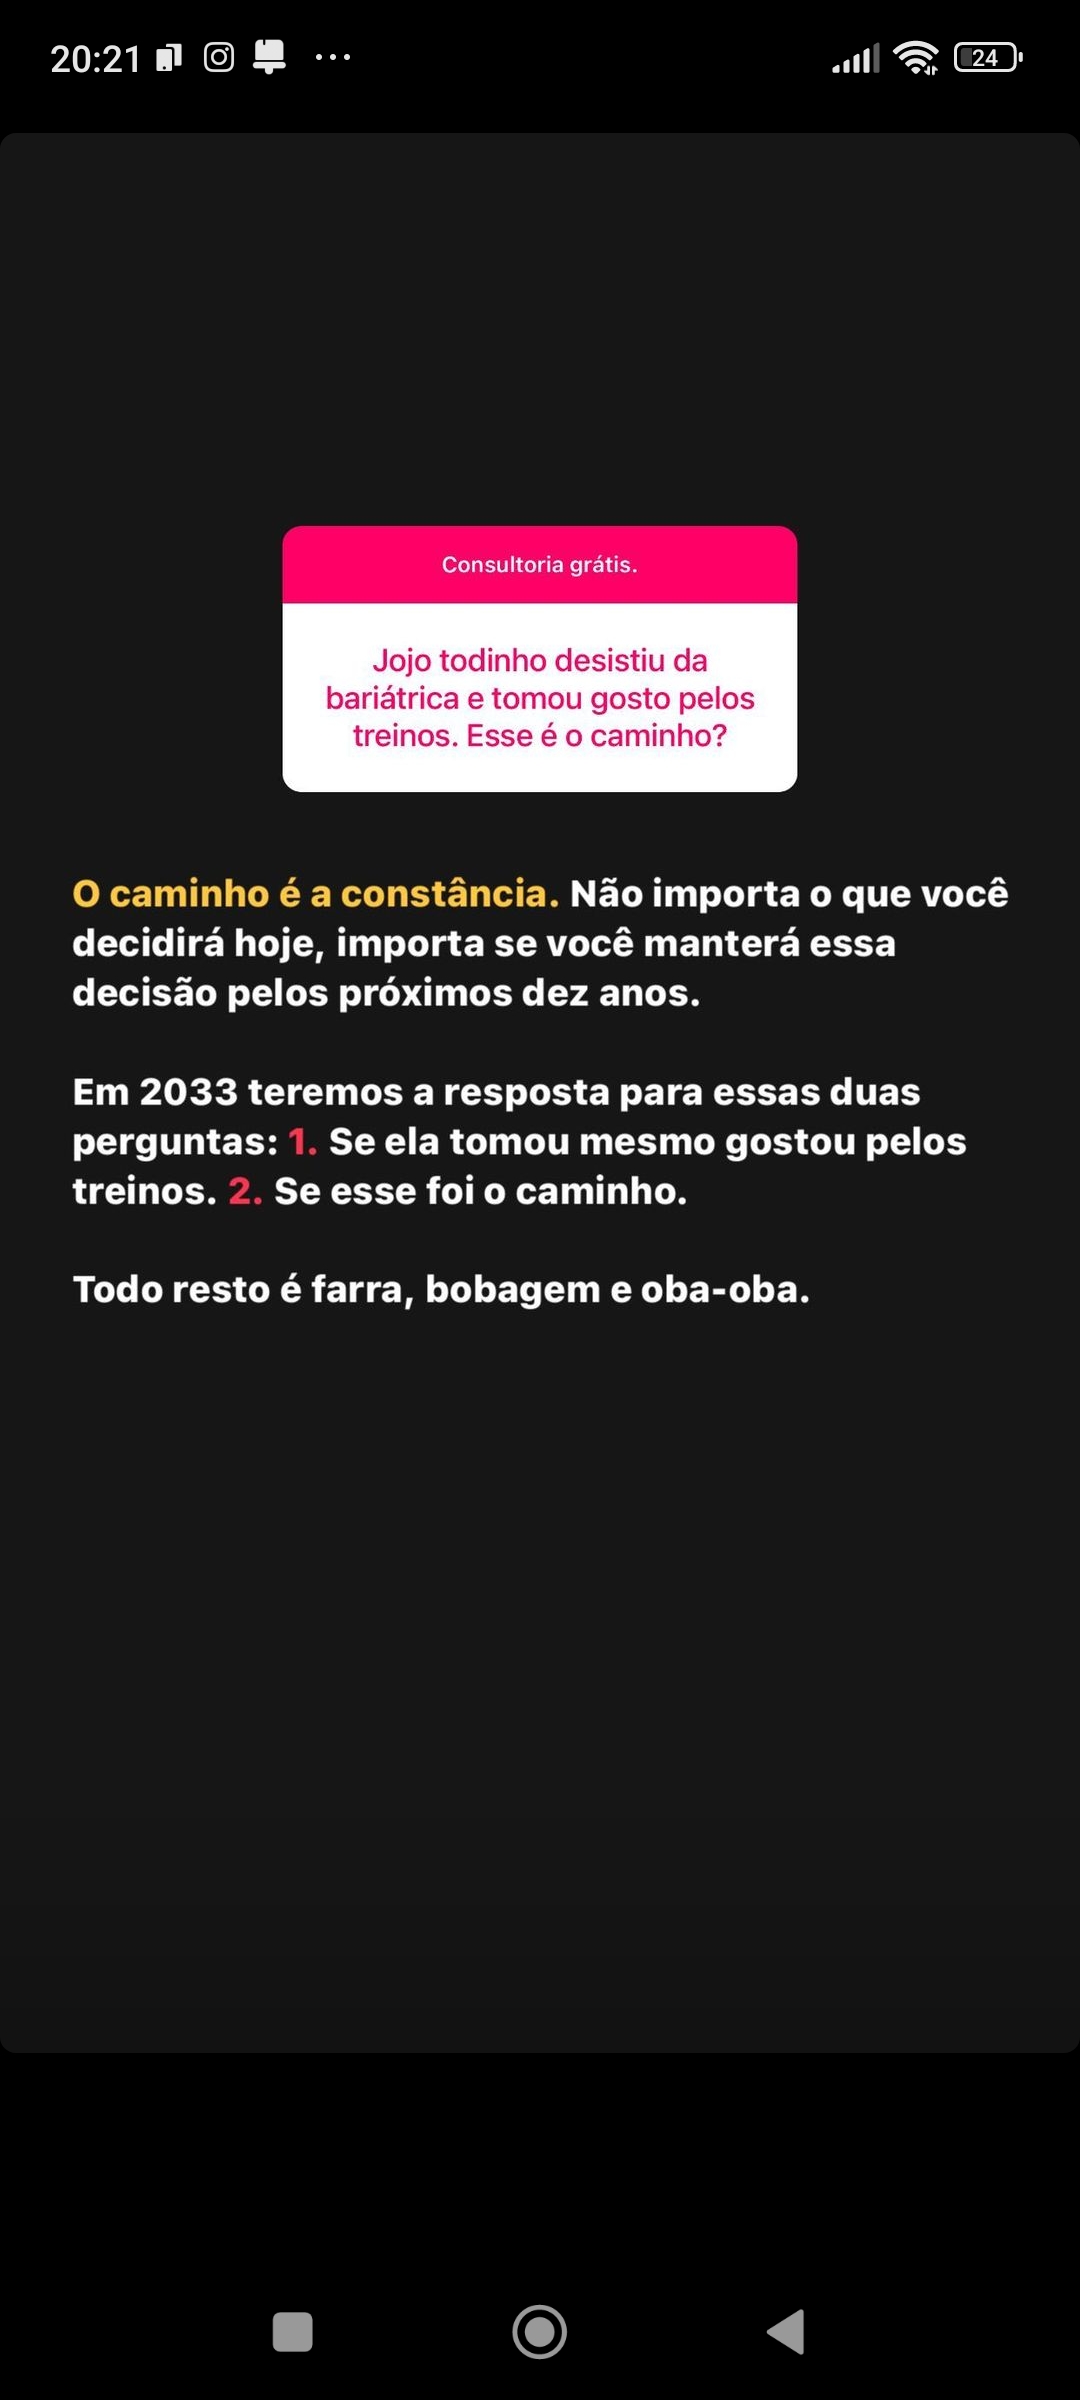 20:21
24
Consultoria grátis.
Jojo todinho desistiu da
bariátrica e tomou gosto pelos
treinos. Esse é o caminho?
O caminho é a constância. Não importa o que você
decidirá hoje, importa se você manterá essa
decisão pelos próximos dez anos.
Em 2033 teremos a resposta para essas duas
perguntas: 1. Se ela tomou mesmo gostou pelos
treinos. 2. Se esse foi o caminho.
Todo resto é farra, bobagem e oba-oba.